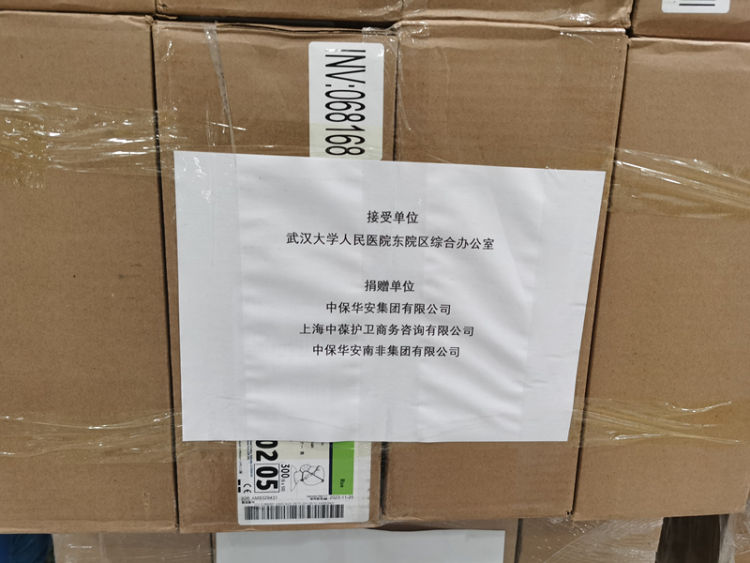 INV:068168
接受单位
武汉大学人民医院东院区综合办公室
捐赠单位
中保华安集团有限公司
上海中葆护卫商务咨询有限公司
中保华安南非集团有限公司
0205
300
Blue